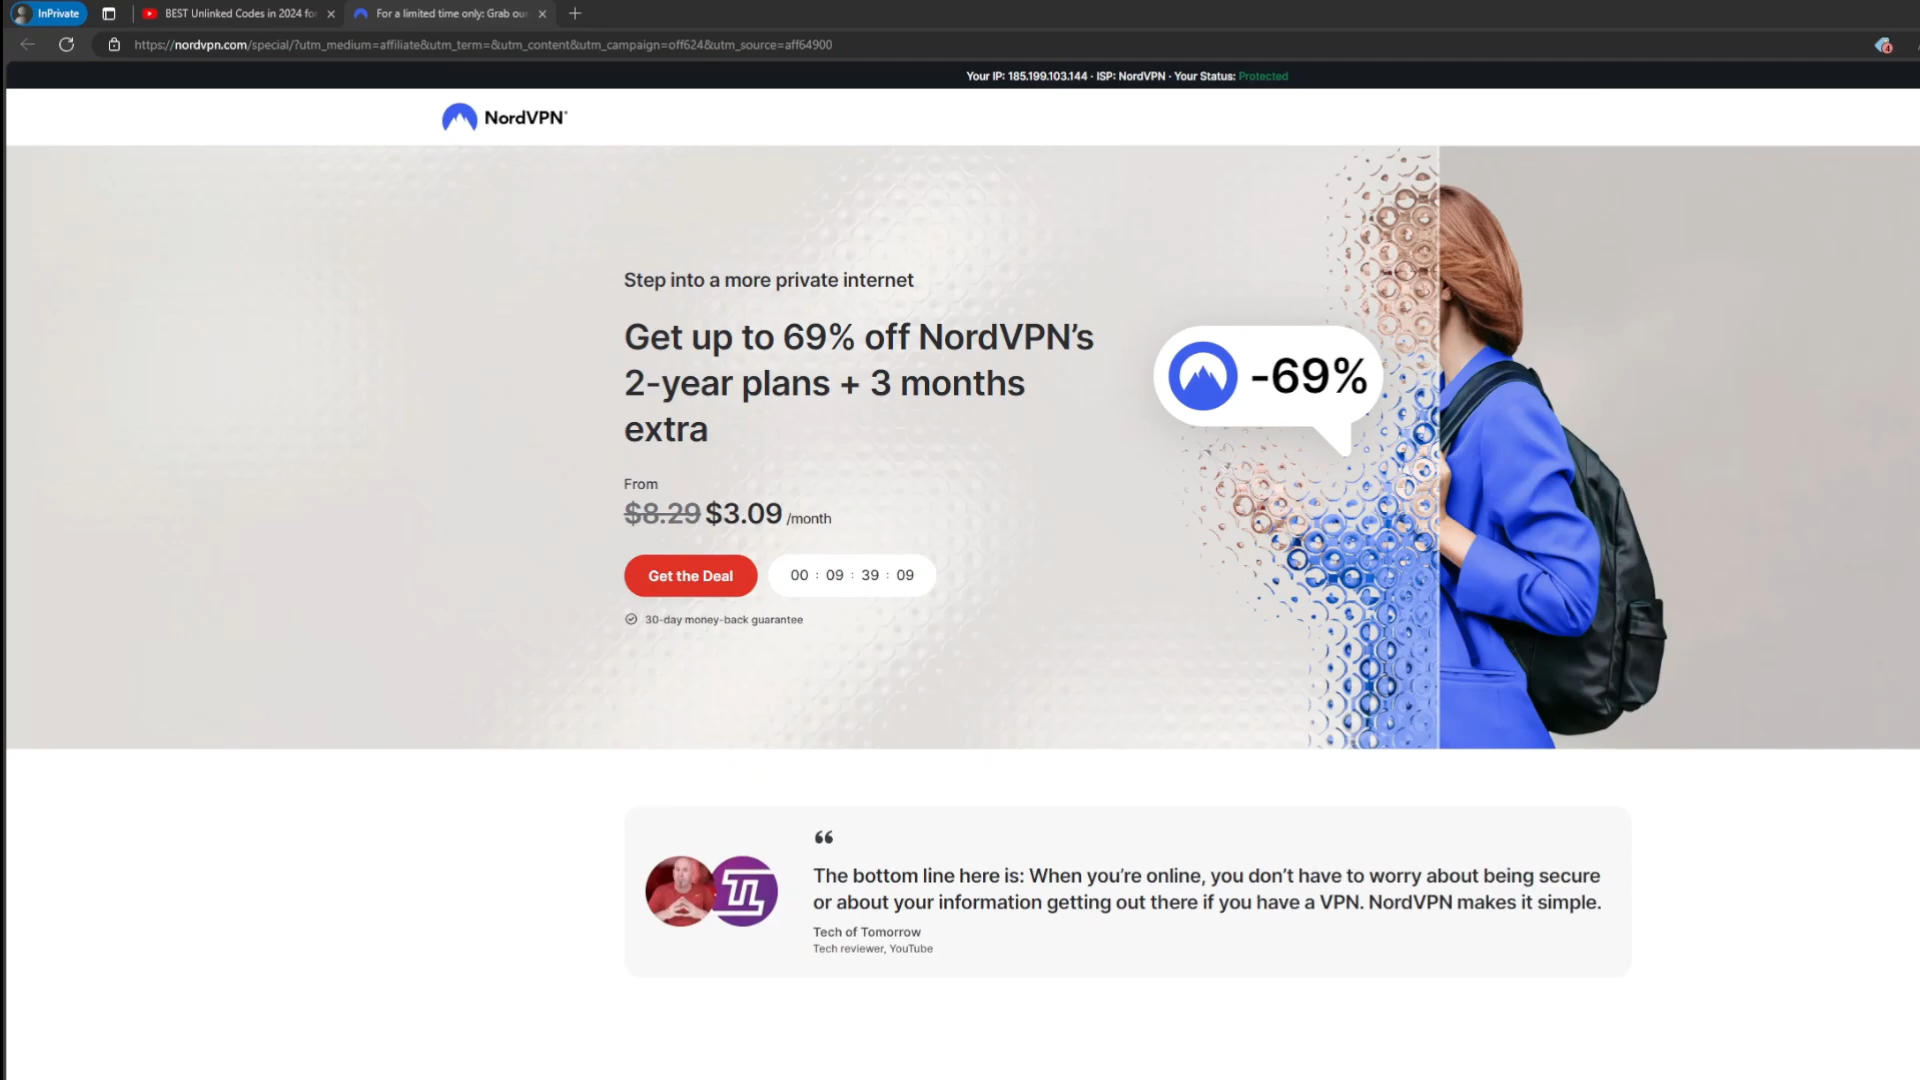 InPrivate
BEST Unlinked Codes in 2024 fo
For a limited time only: Grab ou
https://nordvpn.com/special/?utm_medium=affiliate&utm_term=&utm_content&utm_campaign=off624&utm_source=aff64900
4
Your IP: 185.199.103.144 · ISP: NordVPN · Your Status: Protected
NordVPN®
Step into a more private internet
Get up to 69% off NordVPN’s
2-year plans + 3 months
extra
-69%
From
$8.29 $3.09 /month
Get the Deal
00 : 09 : 39 : 09
30-day money-back guarantee
“
The bottom line here is: When you’re online, you don’t have to worry about being secure
or about your information getting out there if you have a VPN. NordVPN makes it simple.
Tech of Tomorrow
Tech reviewer, YouTube